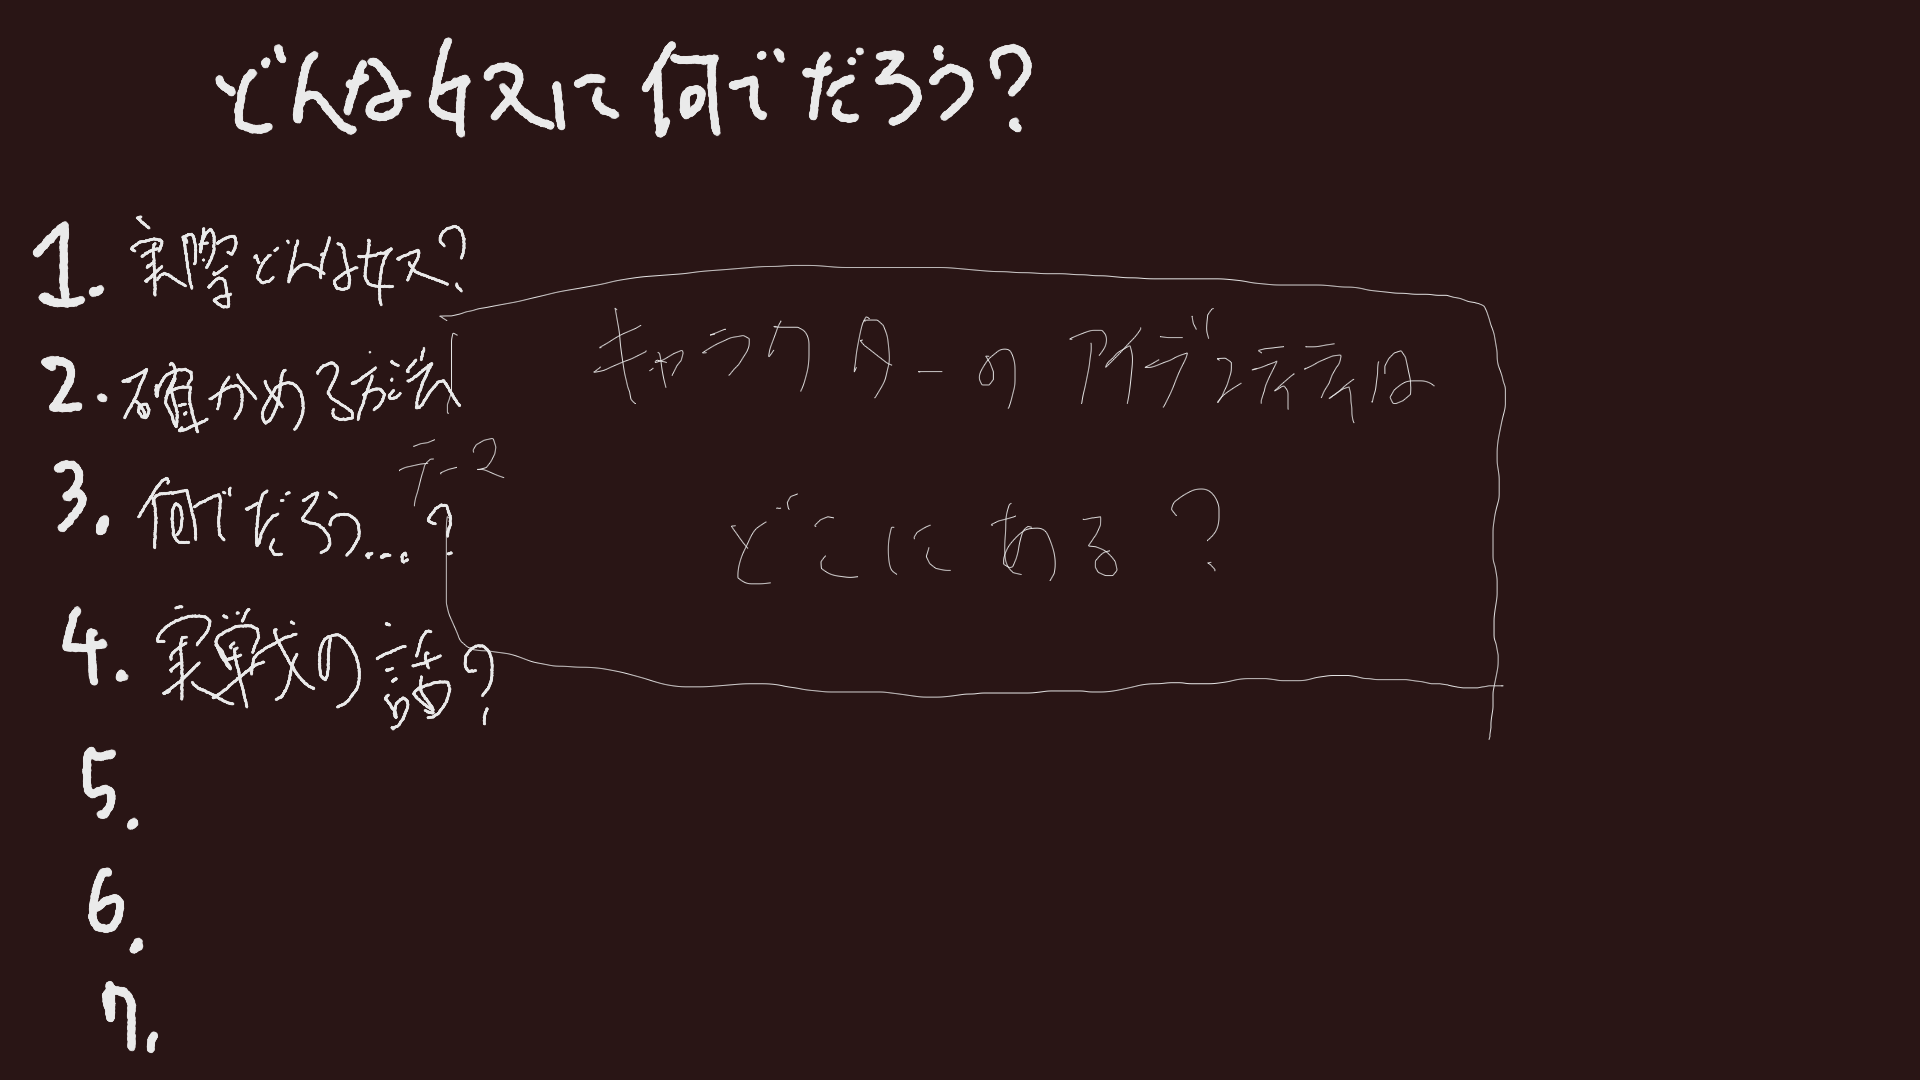 どんな奴に何でだろう?
1. 実際どんな奴?
2. 確かめる方法
3. 何でだろう...?
4. 実戦の話?
5.
6.
7.
テーマ
キャラクターのアイデンティティは
どこにある?